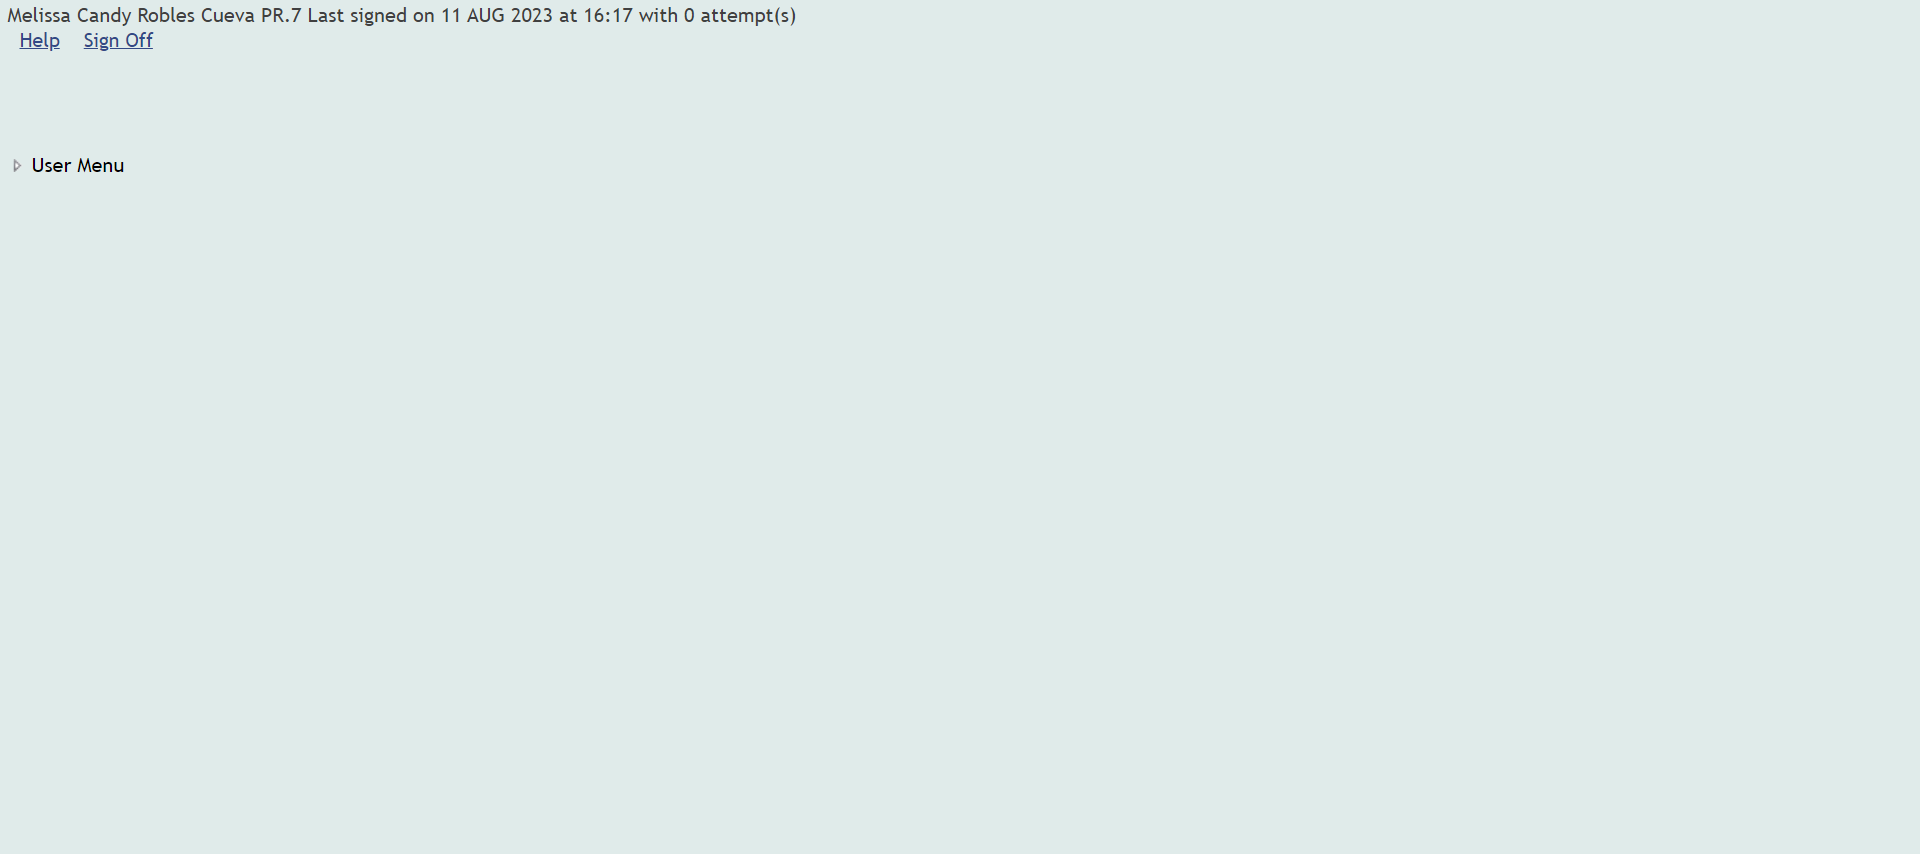 Melissa Candy Robles Cueva PR.7 Last signed on 11 AUG 2023 at 16:17 with 0 attempt(s)
Help Sign Off
User Menu